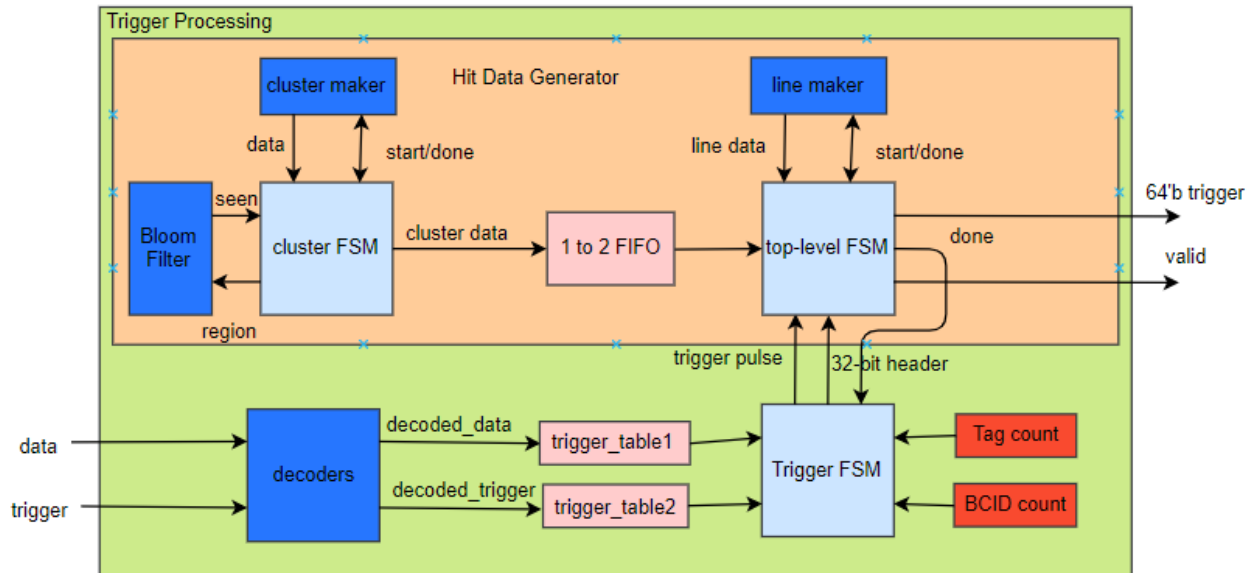 Trigger Processing
Hit Data Generator
cluster maker
line maker
data
start/done
line data
start/done
seen
Bloom
Filter
cluster FSM
cluster data
1 to 2 FIFO
top-level FSM
64'b trigger
done
valid
region
trigger pulse
32-bit header
data
trigger
decoders
decoded_data
decoded_trigger
trigger_table1
trigger_table2
Trigger FSM
Tag count
BCID count